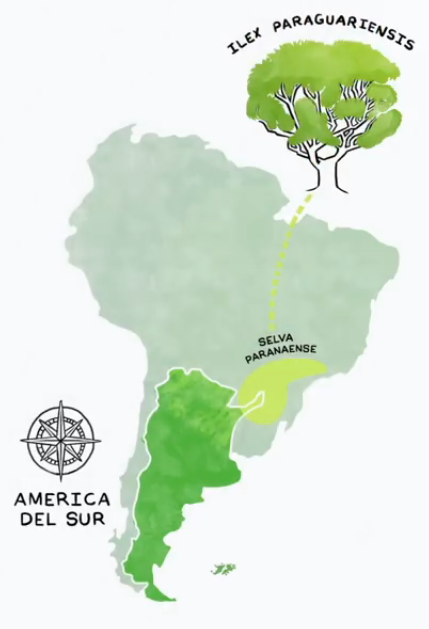 ILEX PARAGUARIENSIS
SELVA
PARANAENSE
AMERICA
DEL SUR